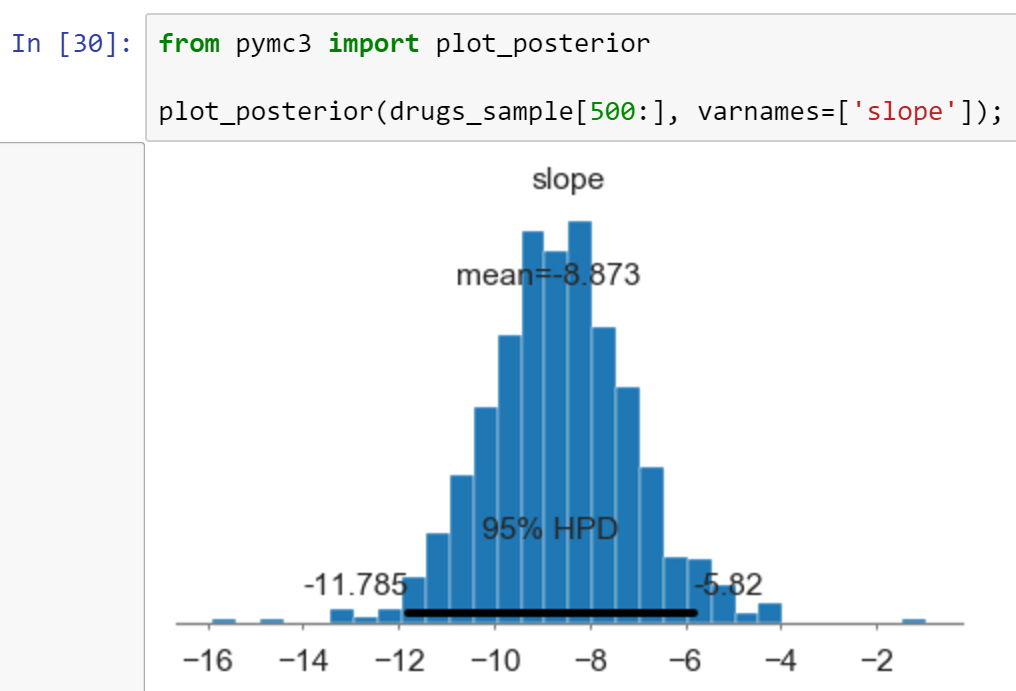 In [30]: from pymc3 import plot_posterior
plot_posterior(drugs_sample[500:], varnames=['slope']);
slope
mean=-8.873
95% HPD
-11.785 -5.82
−16 −14 −12 −10 −8 −6 −4 −2